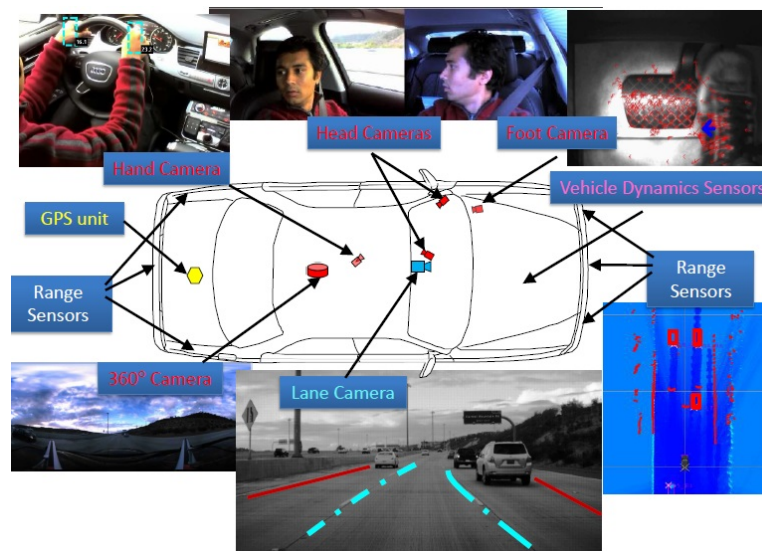 Head Cameras
Foot Camera
Hand Camera
Vehicle Dynamics Sensors
GPS unit
Range
Sensors
Range
Sensors
360° Camera
Lane Camera